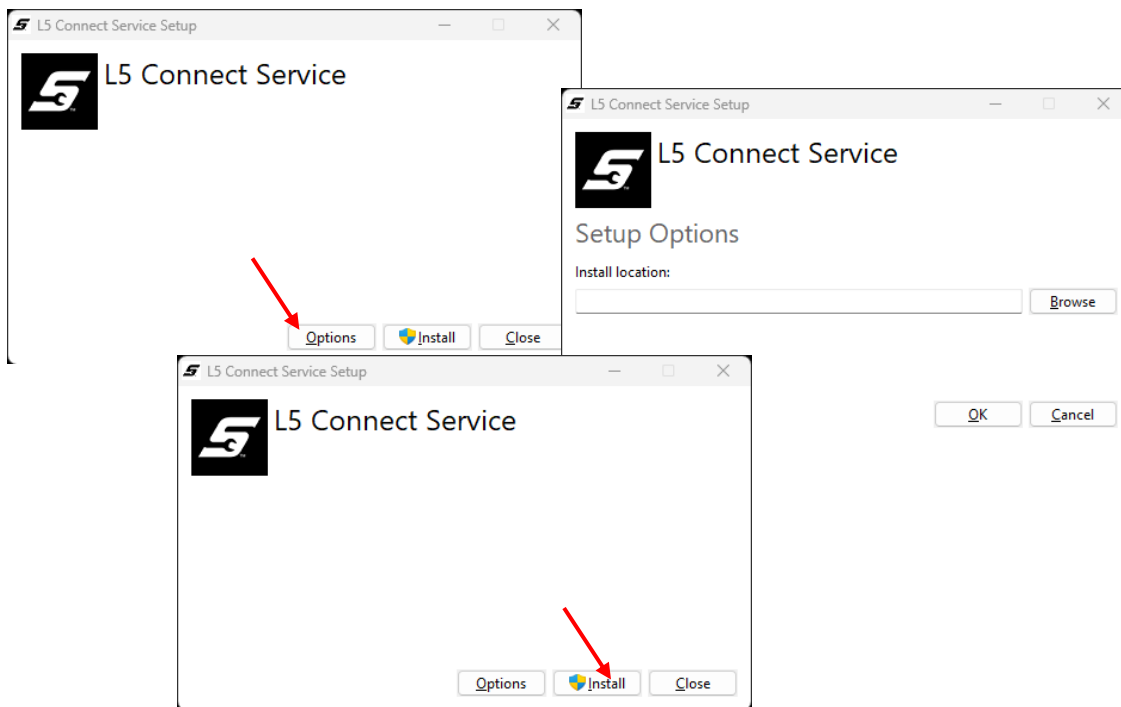 L5 Connect Service Setup
L5 Connect Service
Options
Install
Close
L5 Connect Service Setup
L5 Connect Service
Setup Options
Install location:
Browse
OK
Cancel
L5 Connect Service Setup
L5 Connect Service
Options
Install
Close